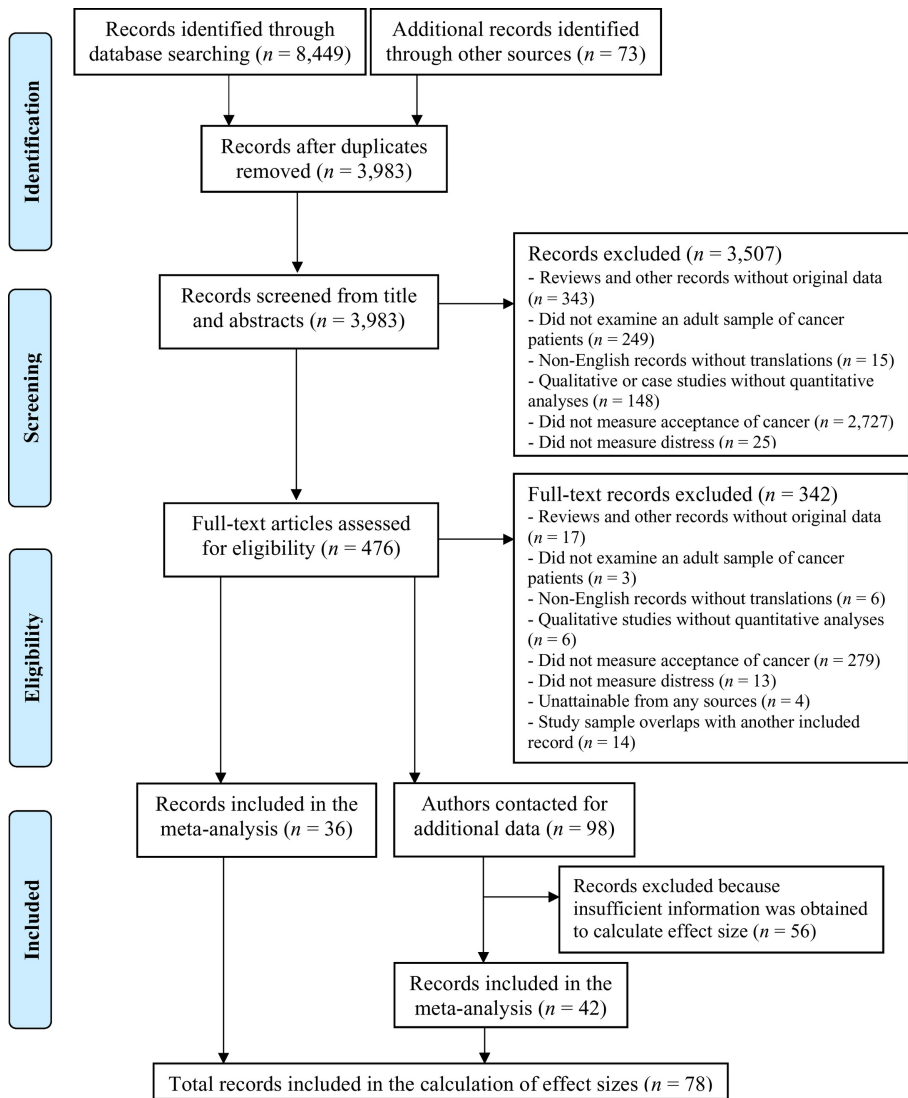 Records identified through
database searching (n = 8,449)
Additional records identified
through other sources (n = 73)
Identification
Records after duplicates
removed (n = 3,983)
Screening
Records screened from title
and abstracts (n = 3,983)
Records excluded (n = 3,507)
- Reviews and other records without original data
(n = 343)
- Did not examine an adult sample of cancer
patients (n = 249)
- Non-English records without translations (n = 15)
- Qualitative or case studies without quantitative
analyses (n = 148)
- Did not measure acceptance of cancer (n = 2,727)
- Did not measure distress (n = 25)
Eligibility
Full-text articles assessed
for eligibility (n = 476)
Full-text records excluded (n = 342)
- Reviews and other records without original data
(n = 17)
- Did not examine an adult sample of cancer
patients (n = 3)
- Non-English records without translations (n = 6)
- Qualitative studies without quantitative analyses
(n = 6)
- Did not measure acceptance of cancer (n = 279)
- Did not measure distress (n = 13)
- Unattainable from any sources (n = 4)
- Study sample overlaps with another included
record (n = 14)
Included
Records included in the
meta-analysis (n = 36)
Authors contacted for
additional data (n = 98)
Records excluded because
insufficient information was obtained
to calculate effect size (n = 56)
Records included in the
meta-analysis (n = 42)
Total records included in the calculation of effect sizes (n = 78)